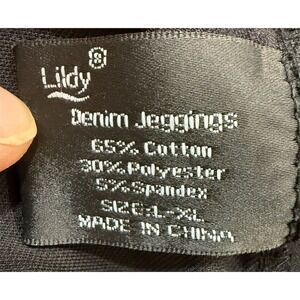 Lildy®
Denim Jeggings
65% Cotton
30% Polyester
5% Spandex
SIZE:L-XL
MADE IN CHINA